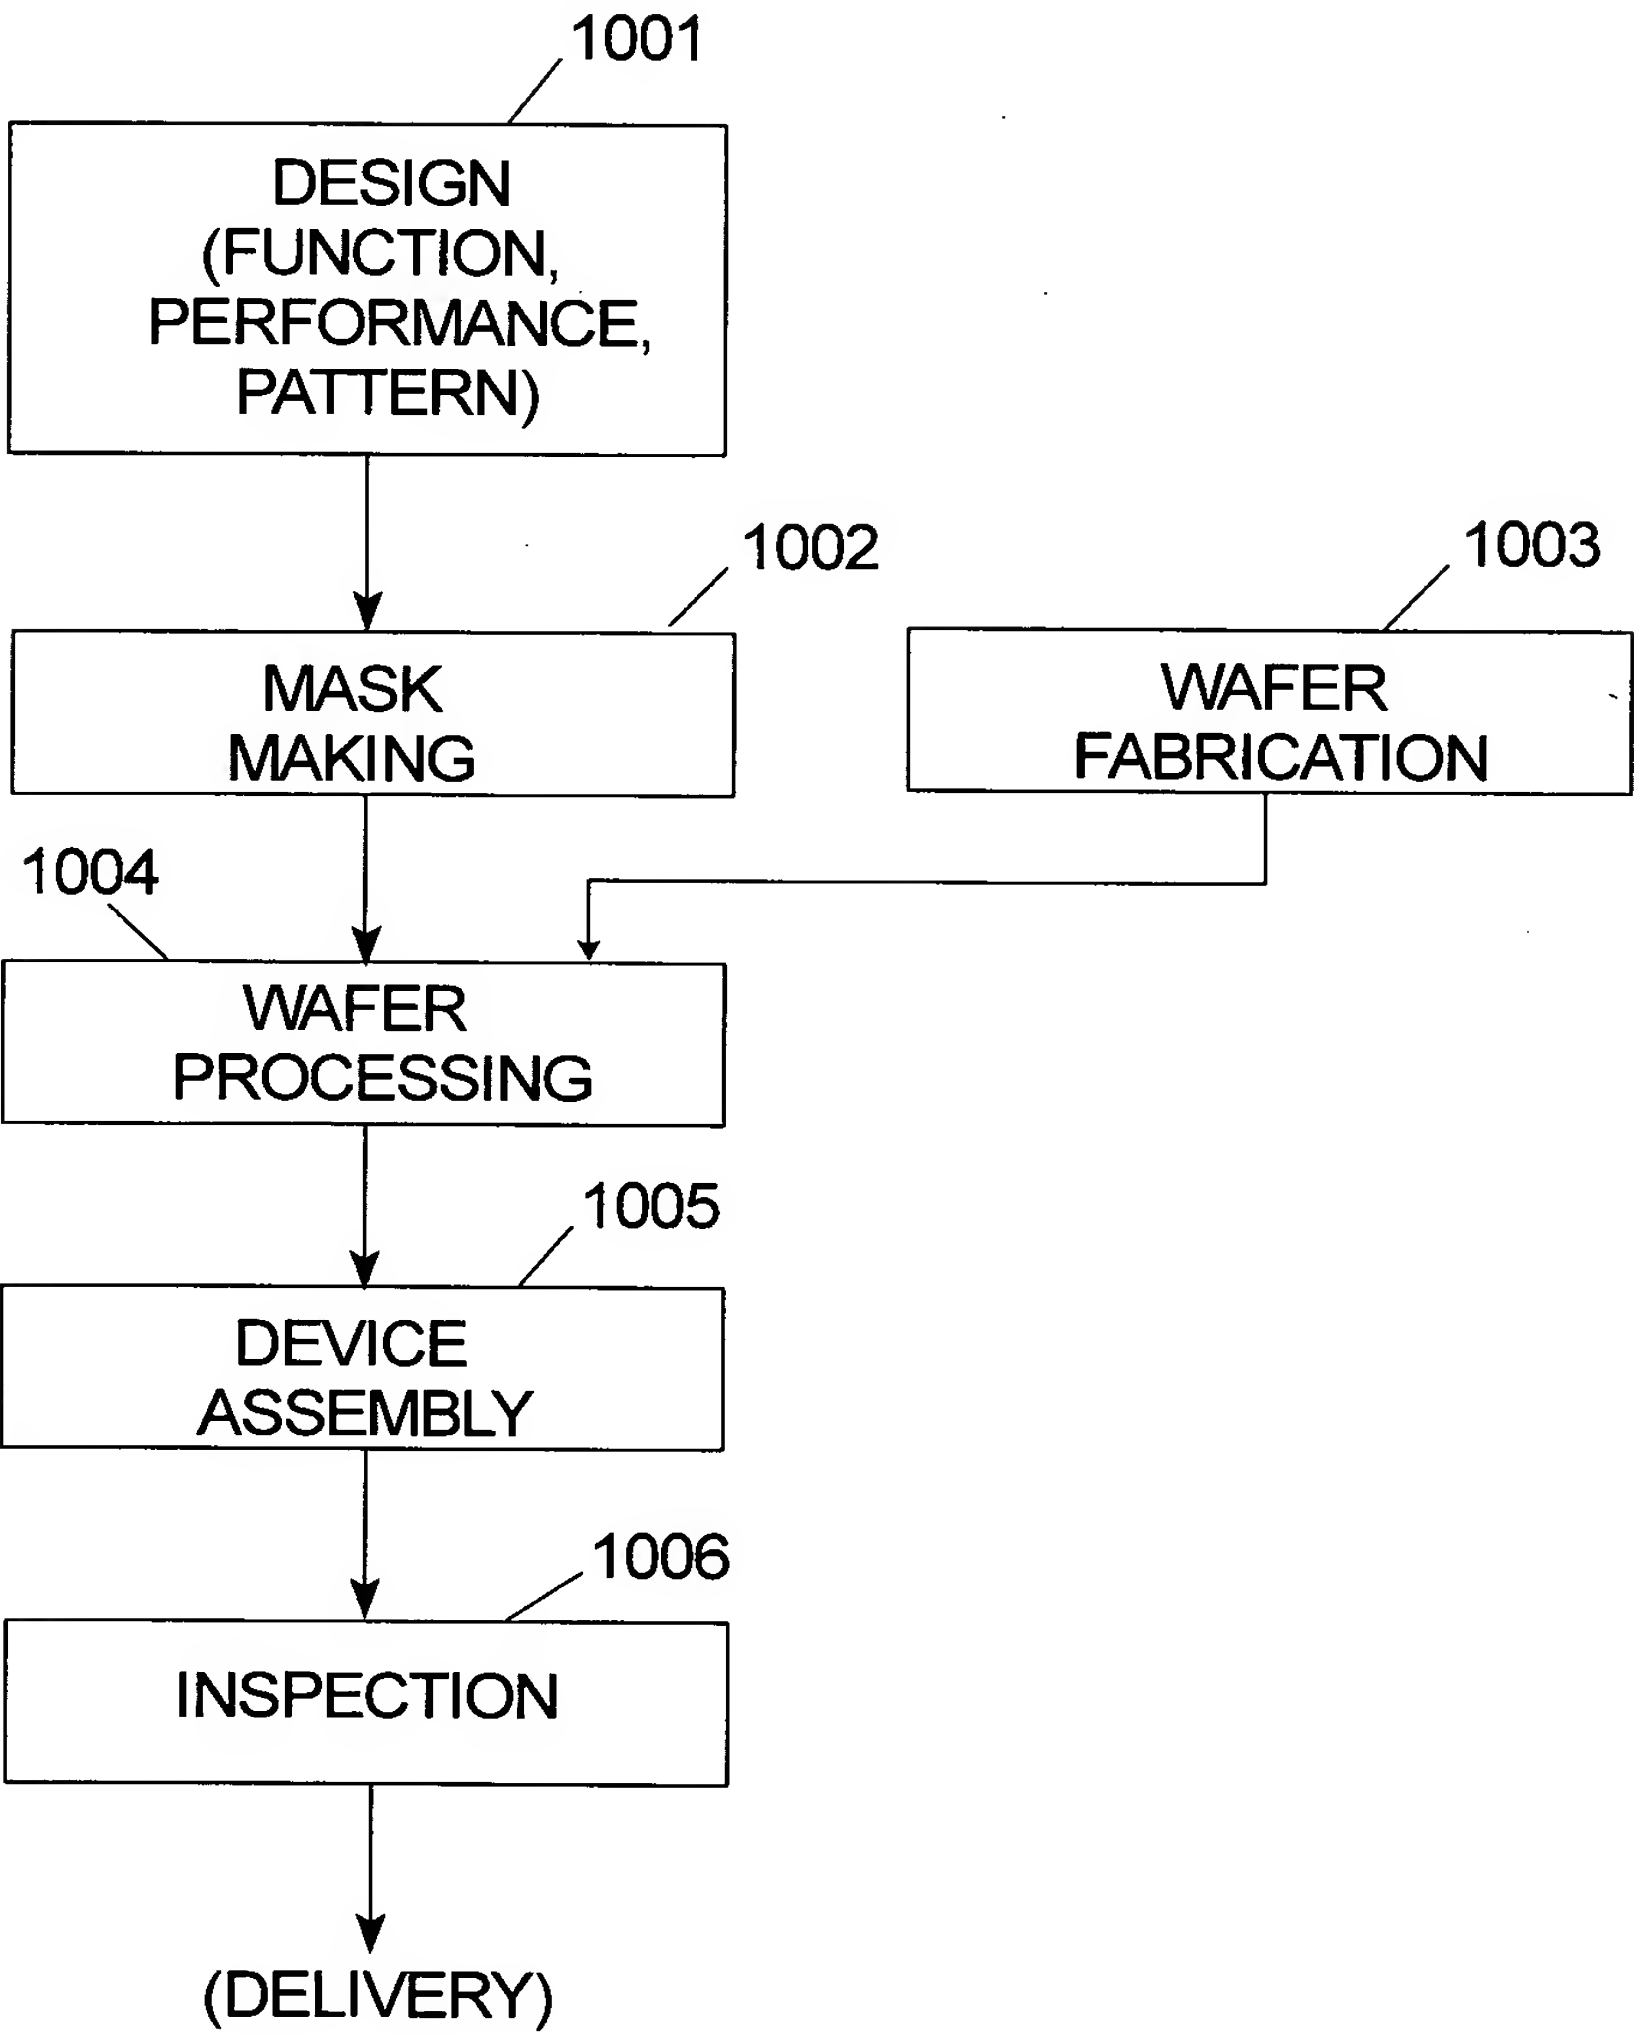 1001
DESIGN
(FUNCTION,
PERFORMANCE,
PATTERN)
1002
MASK
MAKING
1003
WAFER
FABRICATION
1004
WAFER
PROCESSING
1005
DEVICE
ASSEMBLY
1006
INSPECTION
(DELIVERY)